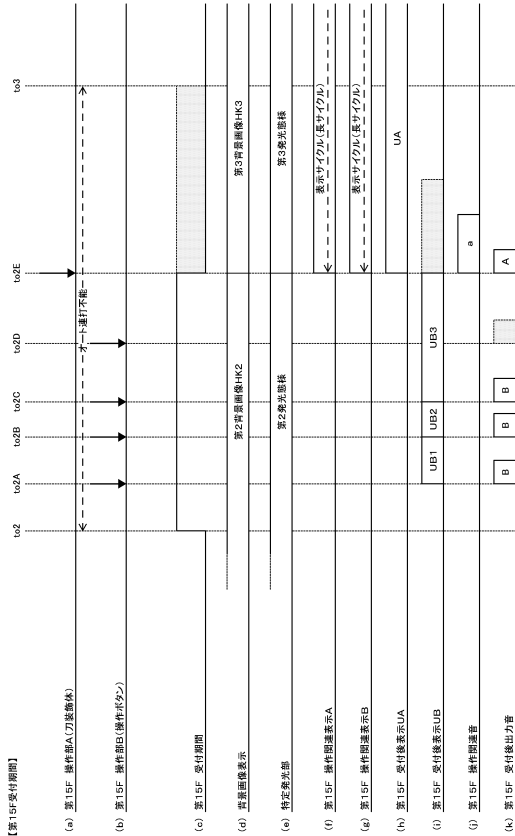 【第15F受付期間】
to2
to2A
to2B
to2C
to2D
to2E
to3
(a) 第15F 操作部A(刀装飾体)
オート連打不能
(b) 第15F 操作部B(操作ボタン)
(c) 第15F 受付期間
(d) 背景画像表示
第2背景画像HK2
第3背景画像HK3
(e) 特定発光部
第2発光態様
第3発光態様
(f) 第15F 操作関連表示A
表示サイクル(長サイクル)
(g) 第15F 操作関連表示B
表示サイクル(長サイクル)
(h) 第15F 受付後表示UA
UA
(i) 第15F 受付後表示UB
UB1
UB2
UB3
(j) 第15F 操作関連音
a
(k) 第15F 受付後出力音
B
B
B
A